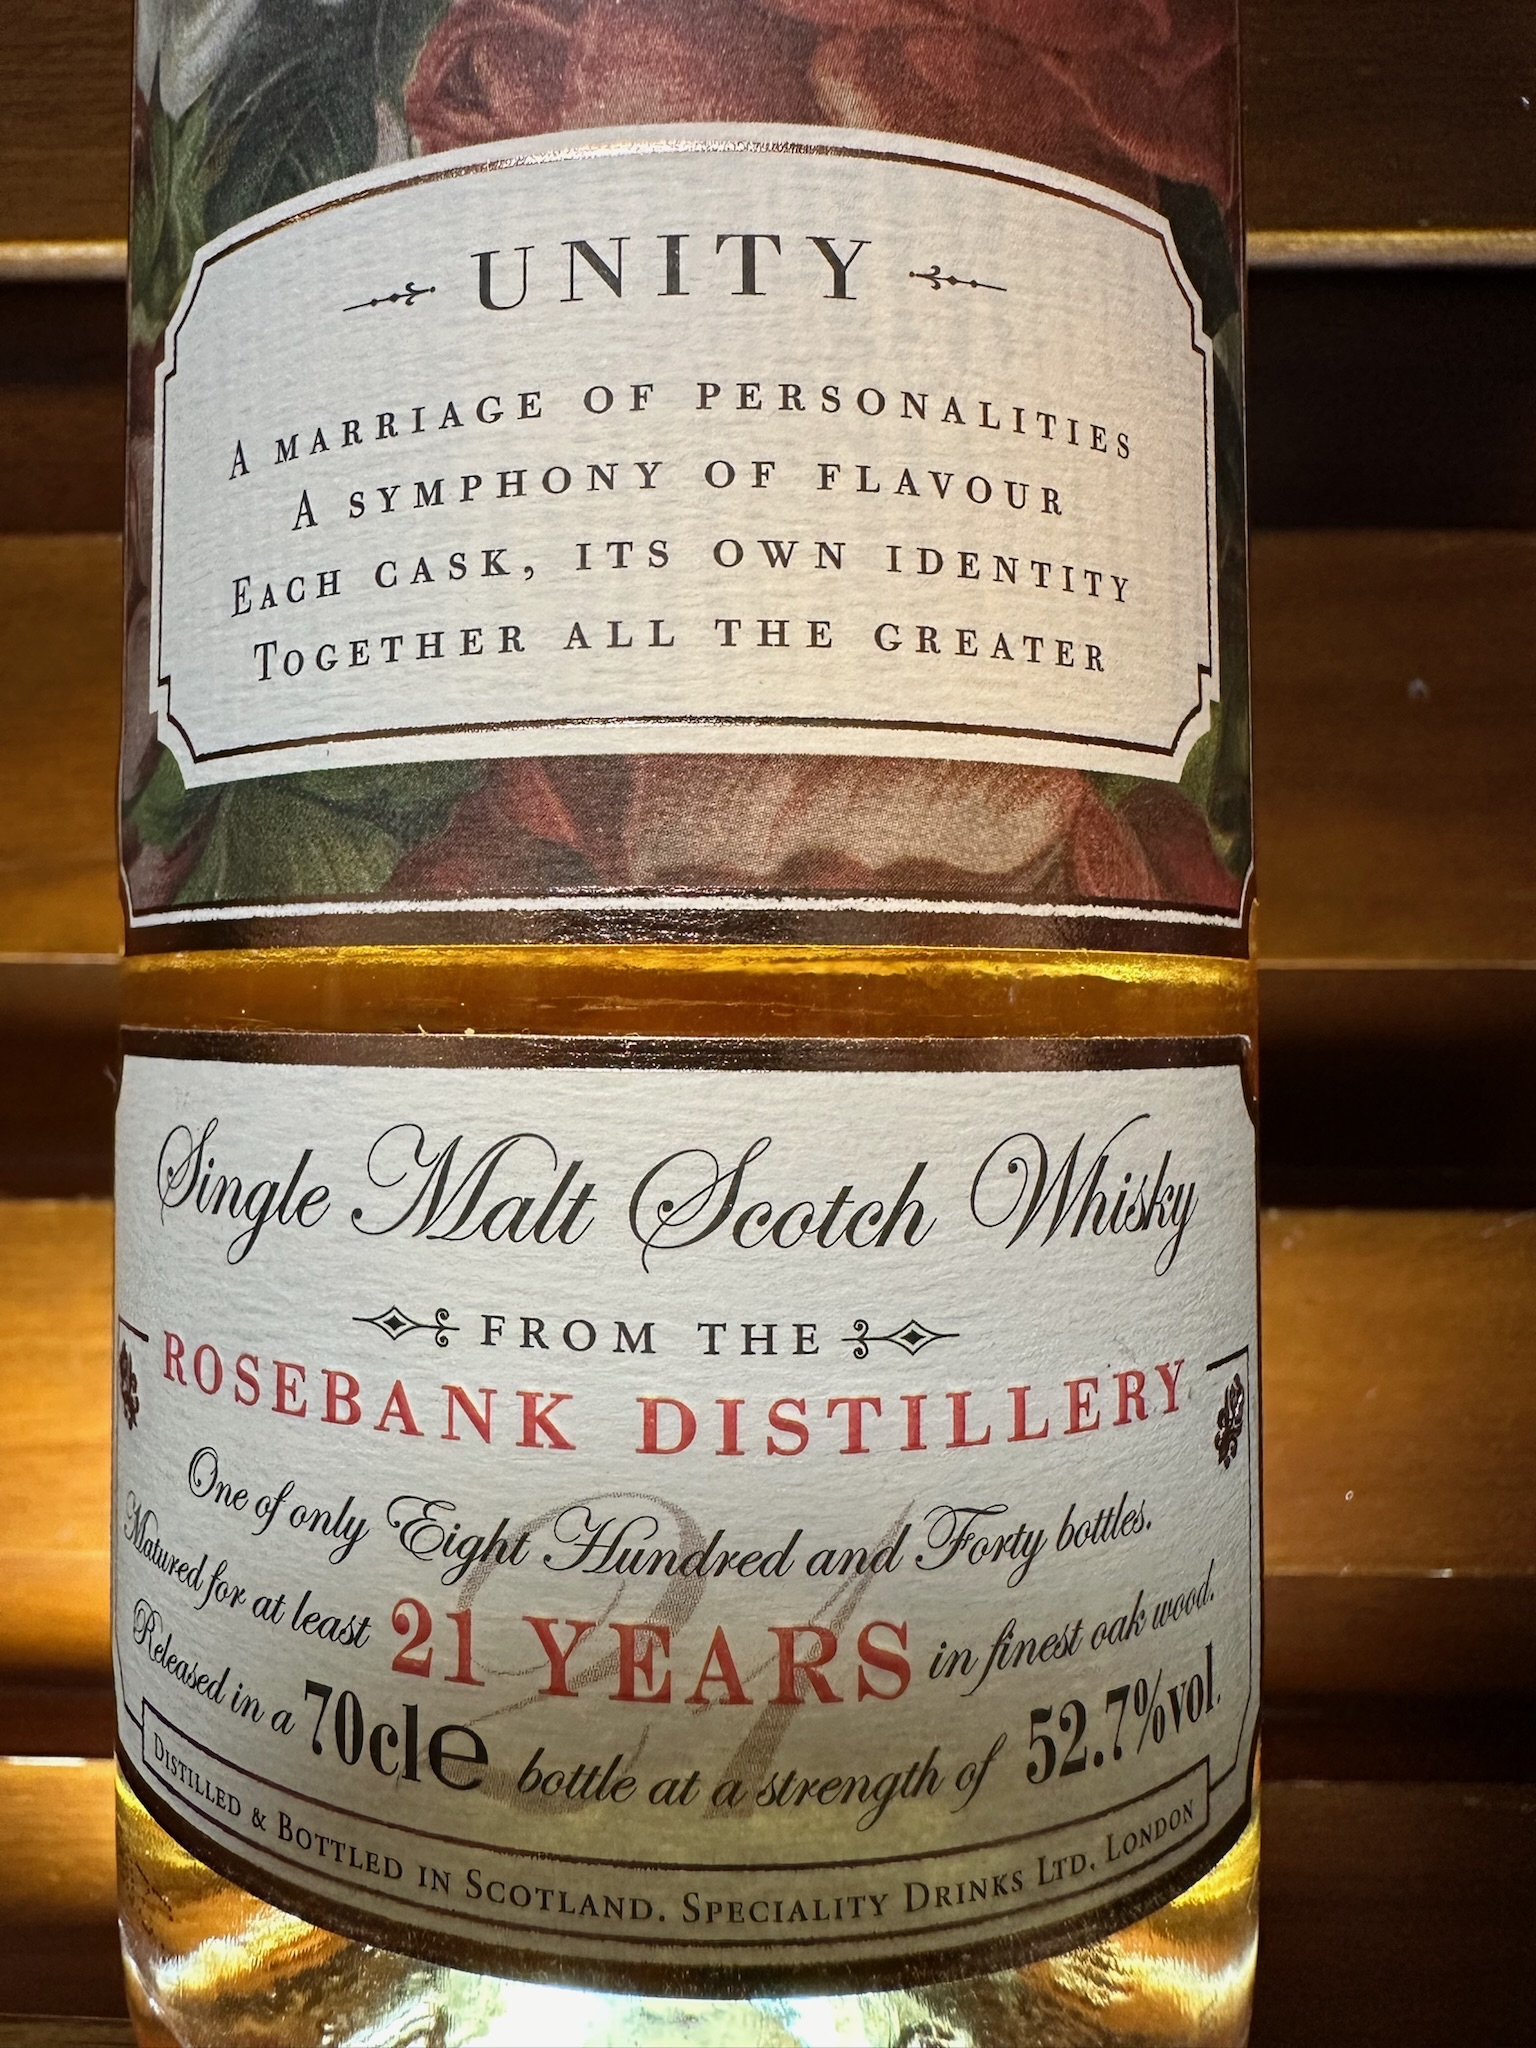 UNITY
A MARRIAGE OF PERSONALITIES
A SYMPHONY OF FLAVOUR
EACH CASK, ITS OWN IDENTITY
TOGETHER ALL THE GREATER
Single Malt Scotch Whisky
FROM THE
ROSEBANK DISTILLERY
One of only Eight Hundred and Forty bottles.
Matured for at least 21 YEARS in finest oak wood.
Released in a 70cle bottle at a strength of 52.7%vol.
21
DISTILLED & BOTTLED IN SCOTLAND. SPECIALITY DRINKS LTD. LONDON